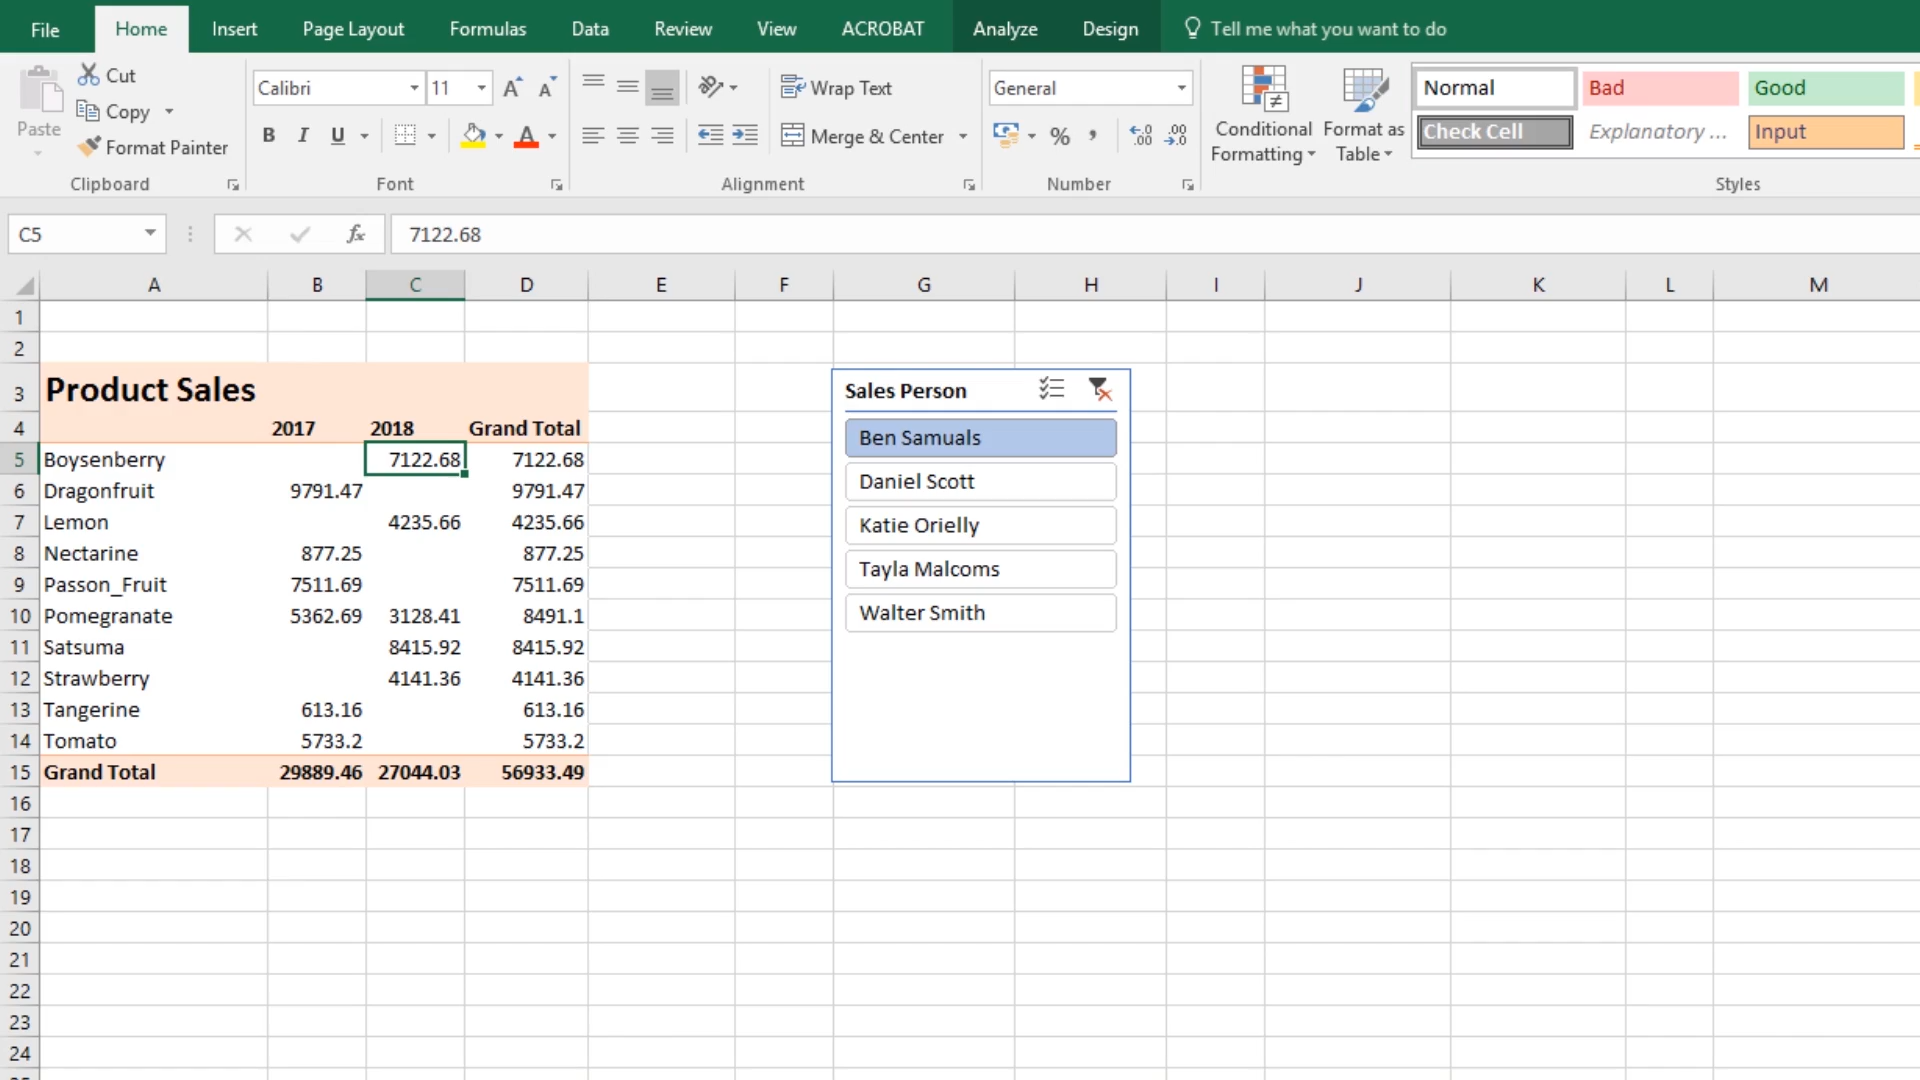 File Home Insert Page Layout Formulas Data Review View ACROBAT Analyze Design Tell me what you want to do
Paste
Cut
Copy
Format Painter
Clipboard
Calibri 11
B I U A
Font
Wrap Text
Merge & Center
Alignment
General
% ,
Number
Conditional Formatting
Format as Table
Normal Bad Good
Check Cell Explanatory ... Input
Styles
C5 fx 7122.68
A B C D E F G H I J K L M
1
2
3 Product Sales
4 2017 2018 Grand Total
5 Boysenberry 7122.68 7122.68
6 Dragonfruit 9791.47 9791.47
7 Lemon 4235.66 4235.66
8 Nectarine 877.25 877.25
9 Passon_Fruit 7511.69 7511.69
10 Pomegranate 5362.69 3128.41 8491.1
11 Satsuma 8415.92 8415.92
12 Strawberry 4141.36 4141.36
13 Tangerine 613.16 613.16
14 Tomato 5733.2 5733.2
15 Grand Total 29889.46 27044.03 56933.49
16
17
18
19
20
21
22
23
24
Sales Person
Ben Samuals
Daniel Scott
Katie Orielly
Tayla Malcoms
Walter Smith